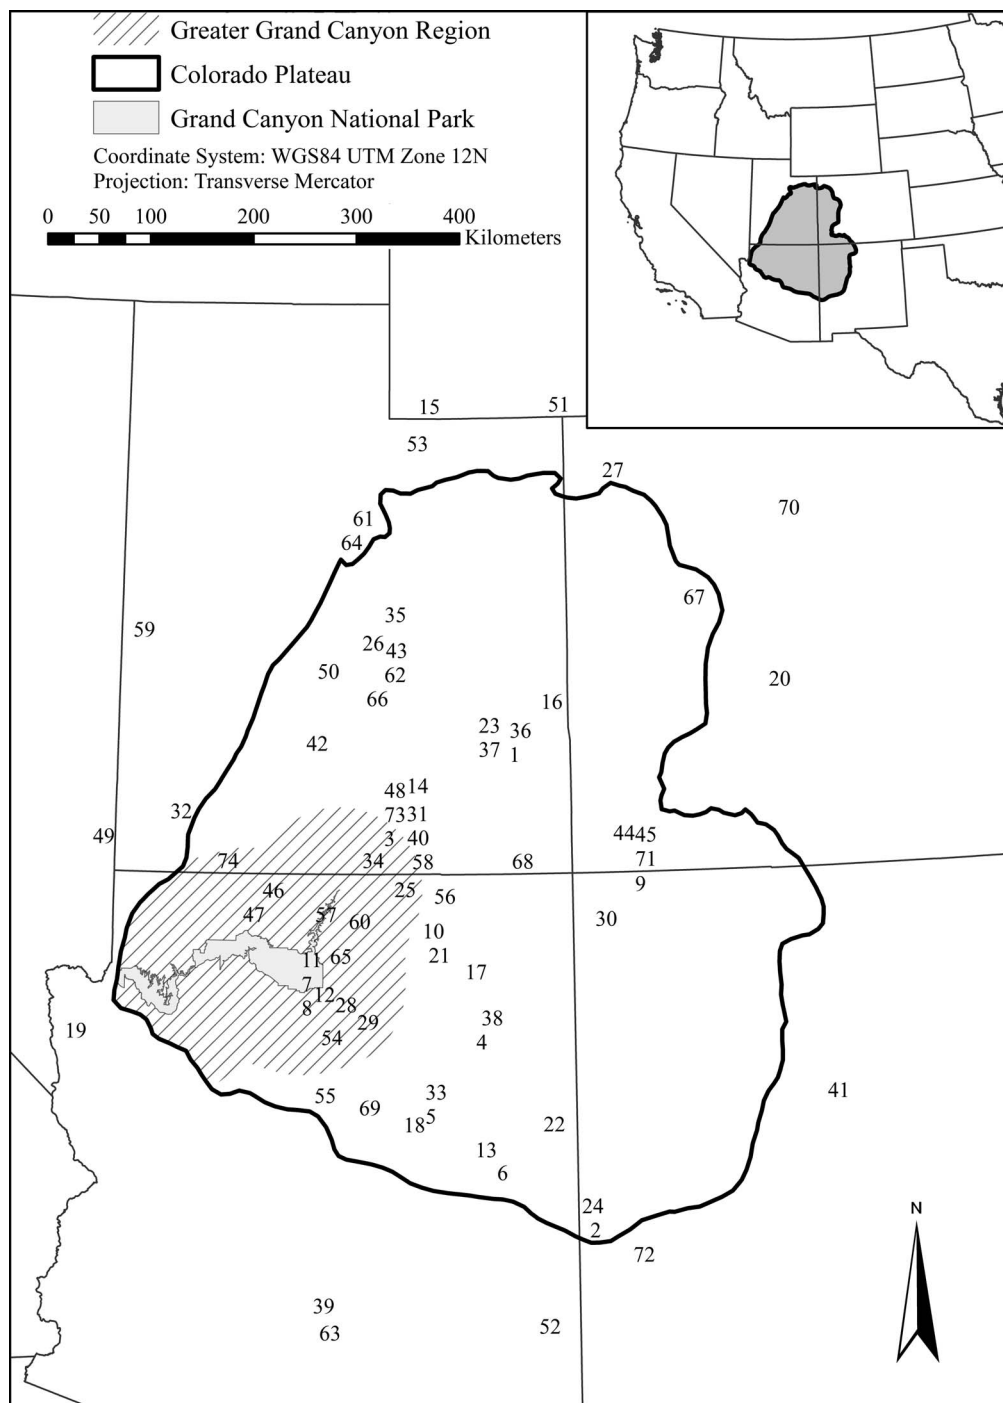 Greater Grand Canyon Region
Colorado Plateau
Grand Canyon National Park
Coordinate System: WGS84 UTM Zone 12N
Projection: Transverse Mercator
0 50 100 200 300 400
Kilometers
15 51
53
27
70
61
64
67
35
59
26 43
50 62 20
66 16
23 36
42 37 1
48 14
32 73 31
49 3 40 44 45
74 34 58 68 71
46 25 56 9
47 57 60 30
10
11 65 21
7 17
12
8 28
19 29 38
54 4
55 33 41
69 5
18 22
13
6
24
2
72
39
63 52
N